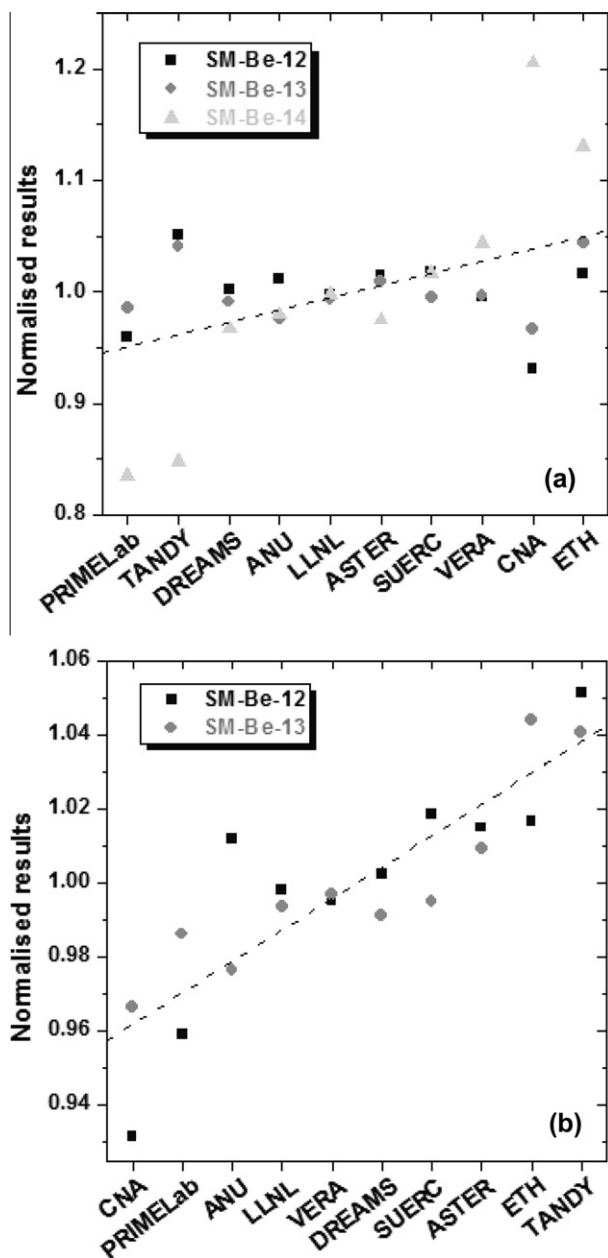 1.2
1.1
1.0
0.9
0.8
Normalised results
SM-Be-12
SM-Be-13
SM-Be-14
(a)
PRIMELab
TANDY
DREAMS
ANU
LLNL
ASTER
SUERC
VERA
CNA
ETH
1.06
1.04
1.02
1.00
0.98
0.96
0.94
Normalised results
SM-Be-12
SM-Be-13
(b)
CNA
PRIMELab
ANU
LLNL
VERA
DREAMS
SUERC
ASTER
ETH
TANDY